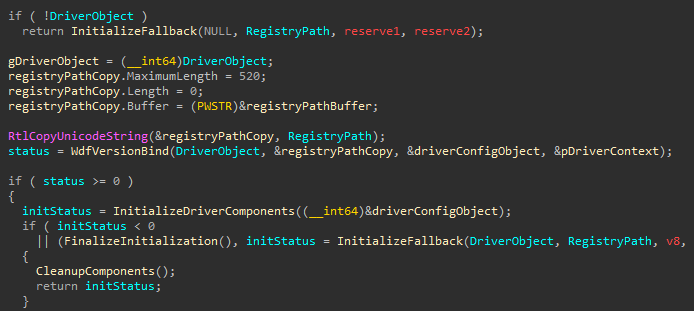 if ( !DriverObject )
return InitializeFallback(NULL, RegistryPath, reserve1, reserve2);
gDriverObject = (__int64)DriverObject;
registryPathCopy.MaximumLength = 520;
registryPathCopy.Length = 0;
registryPathCopy.Buffer = (PWSTR)&registryPathBuffer;
RtlCopyUnicodeString(&registryPathCopy, RegistryPath);
status = WdfVersionBind(DriverObject, &registryPathCopy, &driverConfigObject, &pDriverContext);
if ( status >= 0 )
{
initStatus = InitializeDriverComponents((__int64)&driverConfigObject);
if ( initStatus < 0
|| (FinalizeInitialization(), initStatus = InitializeFallback(DriverObject, RegistryPath, v8,
{
CleanupComponents();
return initStatus;
}